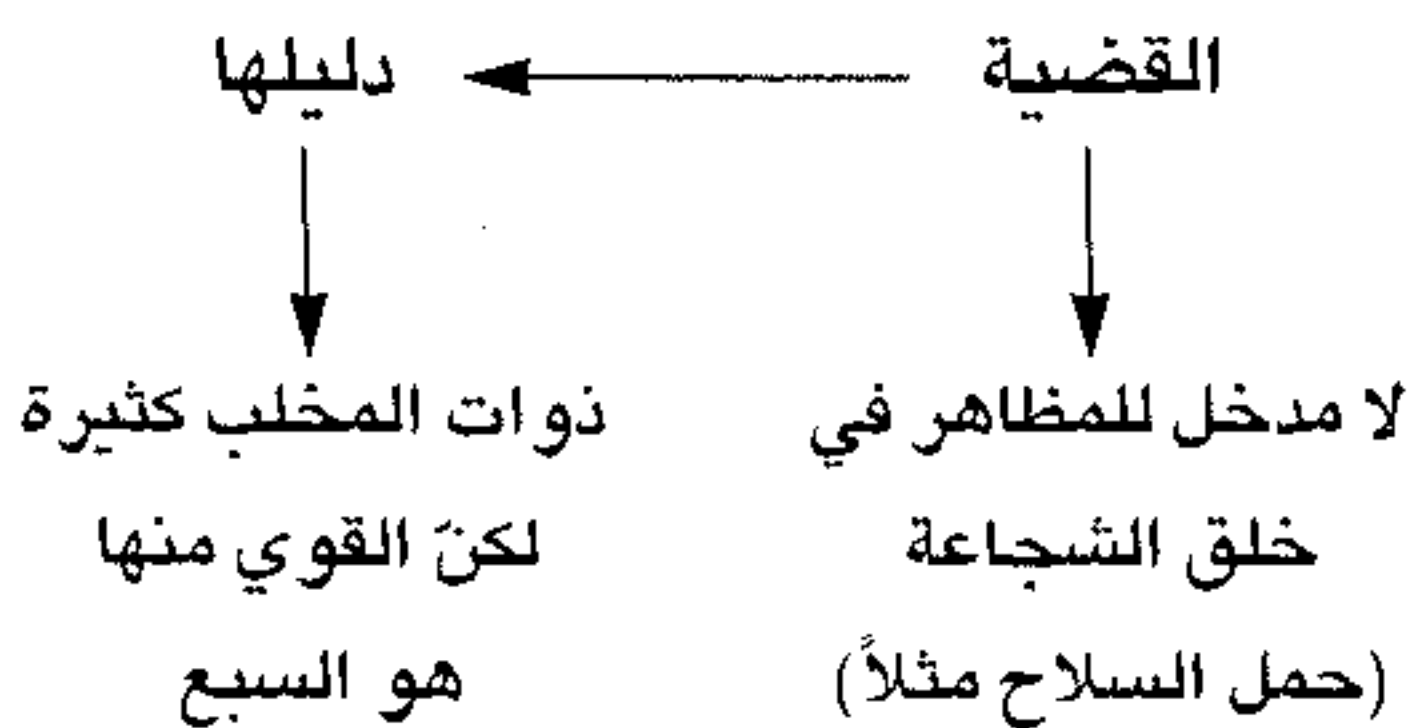 القضية
دليلها
لا مدخل للمظاهر في
خلق الشجاعة
(حمل السلاح مثلاً)
ذوات المخلب كثيرة
لكنّ القوي منها
هو السبع